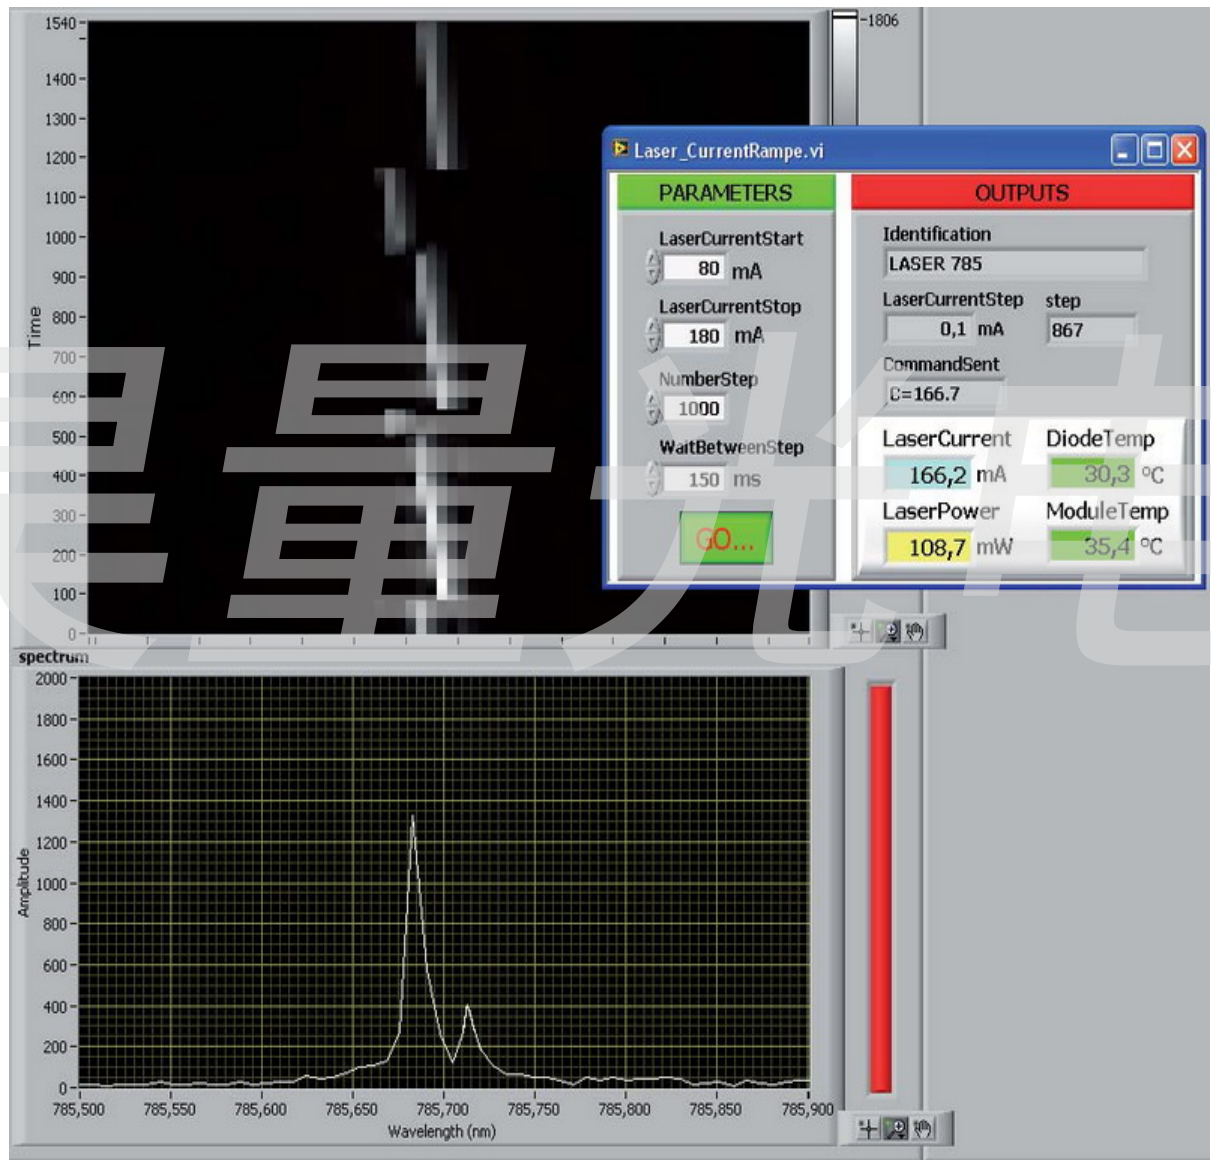 1540
1400
1300
1200
1100
1000
900
800
700
600
500
400
300
200
100
0
Time
1806
Laser_CurrentRampe.vi
PARAMETERS
LaserCurrentStart
80 mA
LaserCurrentStop
180 mA
NumberStep
1000
WaitBetweenStep
150 ms
GO...
OUTPUTS
Identification
LASER 785
LaserCurrentStep step
0,1 mA 867
CommandSent
C=166.7
LaserCurrent DiodeTemp
166,2 mA 30,3 °C
LaserPower ModuleTemp
108,7 mW 35,4 °C
昊量光电
spectrum
2000
1800
1600
1400
1200
1000
800
600
400
200
0
Amplitude
785,500 785,550 785,600 785,650 785,700 785,750 785,800 785,850 785,900
Wavelength (nm)